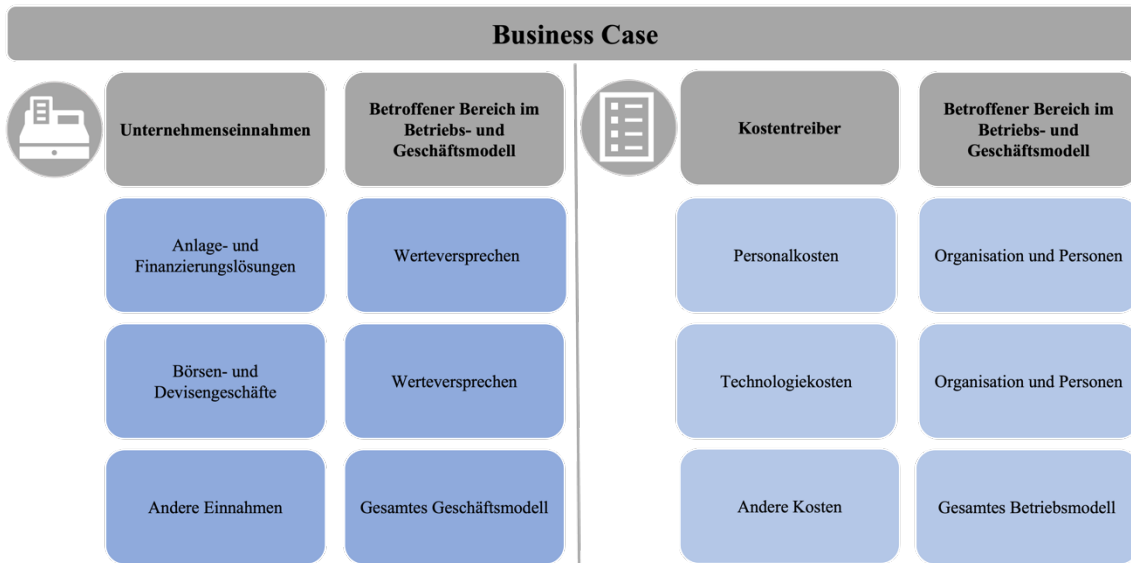 Business Case
Unternehmenseinnahmen
Betroffener Bereich im
Betriebs- und
Geschäftsmodell
Kostentreiber
Betroffener Bereich im
Betriebs- und
Geschäftsmodell
Anlage- und
Finanzierungslösungen
Werteversprechen
Personalkosten
Organisation und Personen
Börsen- und
Devisengeschäfte
Werteversprechen
Technologiekosten
Organisation und Personen
Andere Einnahmen
Gesamtes Geschäftsmodell
Andere Kosten
Gesamtes Betriebsmodell